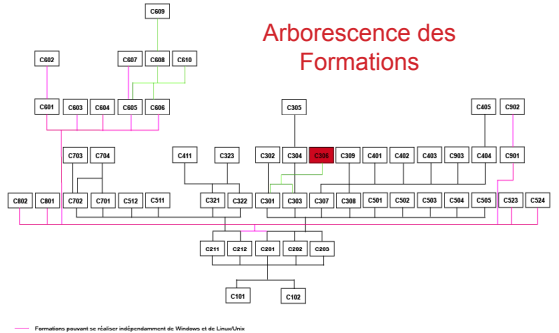 C609
Arborescence des
Formations
C602 C607 C608 C610
C601 C603 C604 C605 C606
C305 C405 C902
C703 C704 C411 C323 C302 C304 C309 C401 C402 C403 C903 C404 C901
C802 C801 C702 C701 C512 C511 C321 C322 C301 C303 C307 C308 C501 C502 C503 C504 C505 C523 C524
C211 C212 C201 C202 C203
C101 C102
Formations pouvant se réaliser indépendamment de Windows et de Linux/Unix